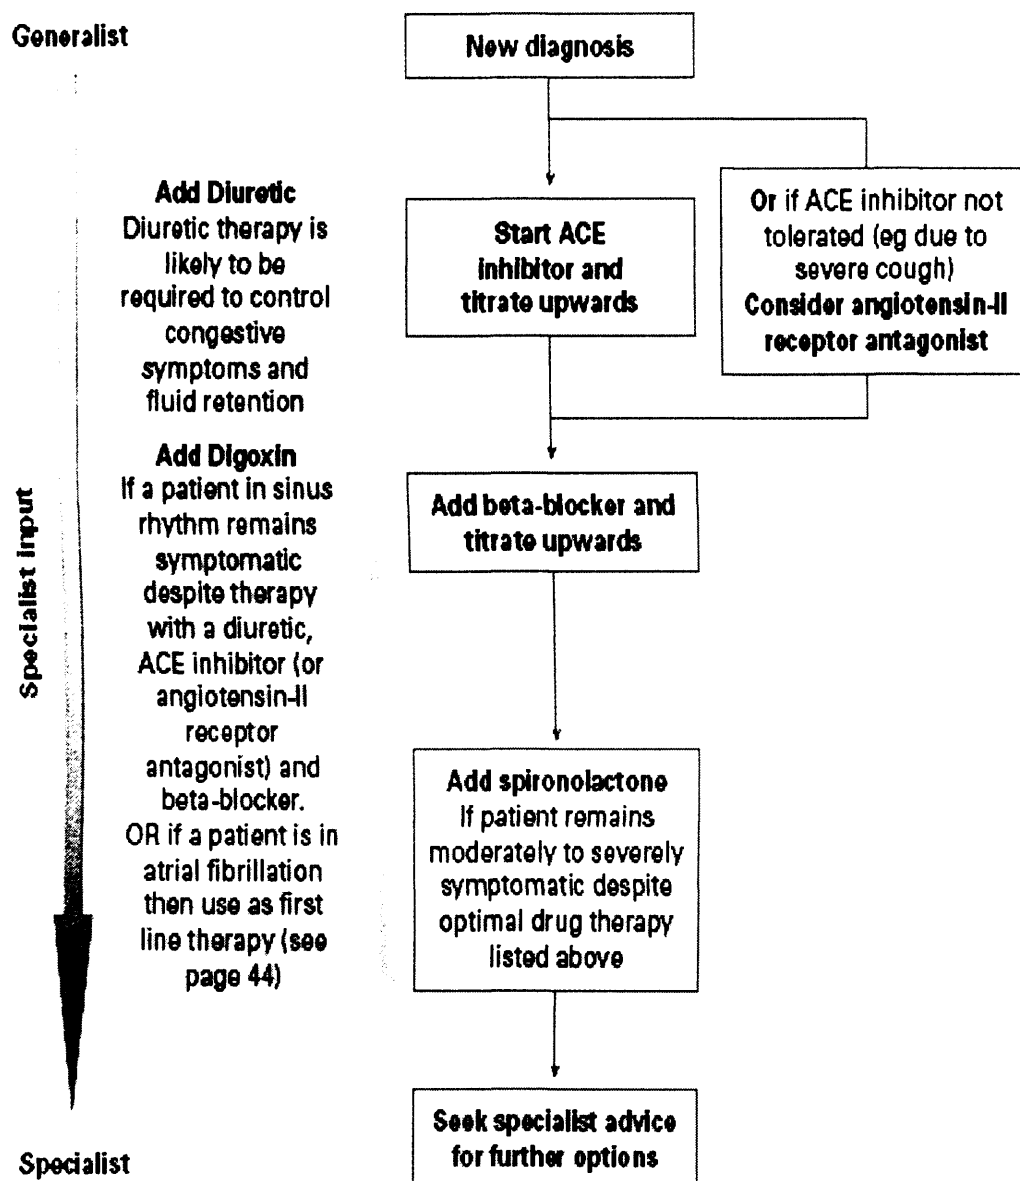 Generalist
New diagnosis
Add Diuretic
Diuretic therapy is
likely to be
required to control
congestive
symptoms and
fluid retention
Start ACE
inhibitor and
titrate upwards
Or if ACE inhibitor not
tolerated (eg due to
severe cough)
Consider angiotensin-II
receptor antagonist
Specialist input
Add Digoxin
If a patient in sinus
rhythm remains
symptomatic
despite therapy
with a diuretic,
ACE inhibitor (or
angiotensin-II
receptor
antagonist) and
beta-blocker.
OR if a patient is in
atrial fibrillation
then use as first
line therapy (see
page 44)
Add beta-blocker and
titrate upwards
Add spironolactone
If patient remains
moderately to severely
symptomatic despite
optimal drug therapy
listed above
Seek specialist advice
for further options
Specialist